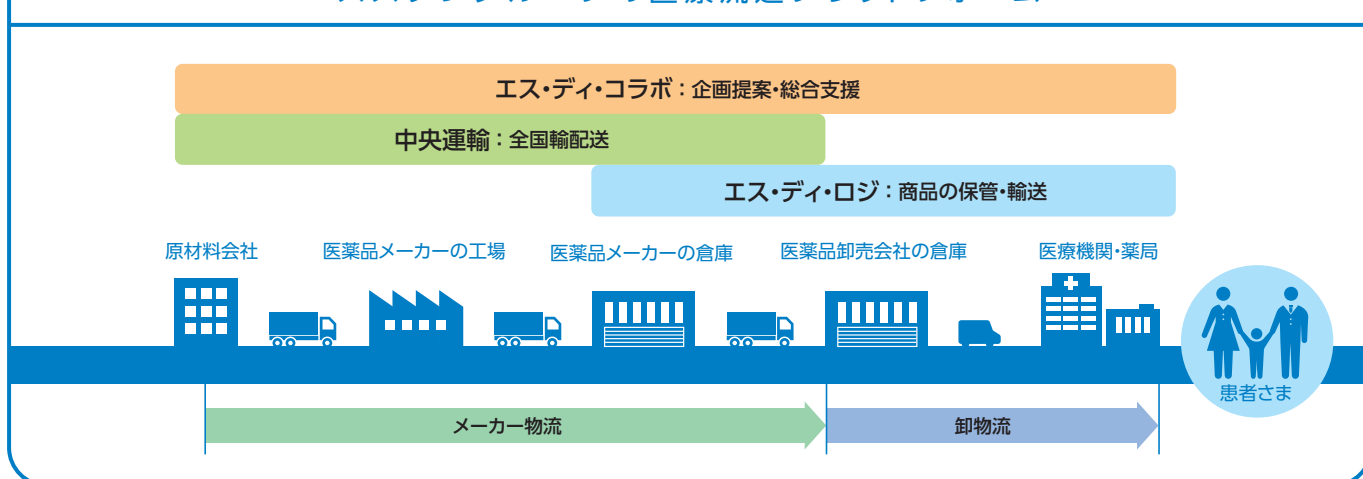 エス・ディ・コラボ：企画提案・総合支援
中央運輸：全国輸配送
エス・ディ・ロジ：商品の保管・輸送
原材料会社
医薬品メーカーの工場
医薬品メーカーの倉庫
医薬品卸売会社の倉庫
医療機関・薬局
患者さま
メーカー物流
卸物流